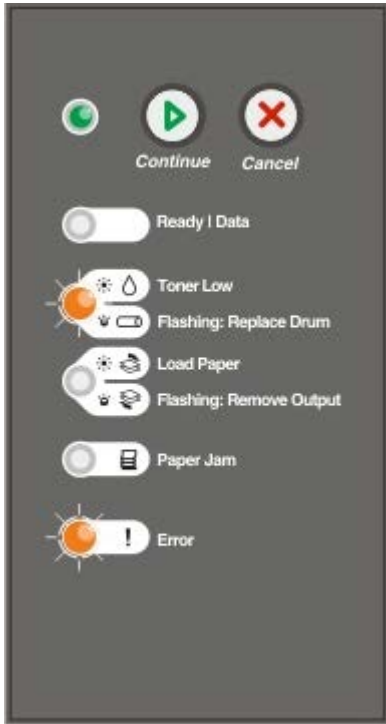 Continue Cancel
Ready | Data
Toner Low
Flashing: Replace Drum
Load Paper
Flashing: Remove Output
Paper Jam
! Error